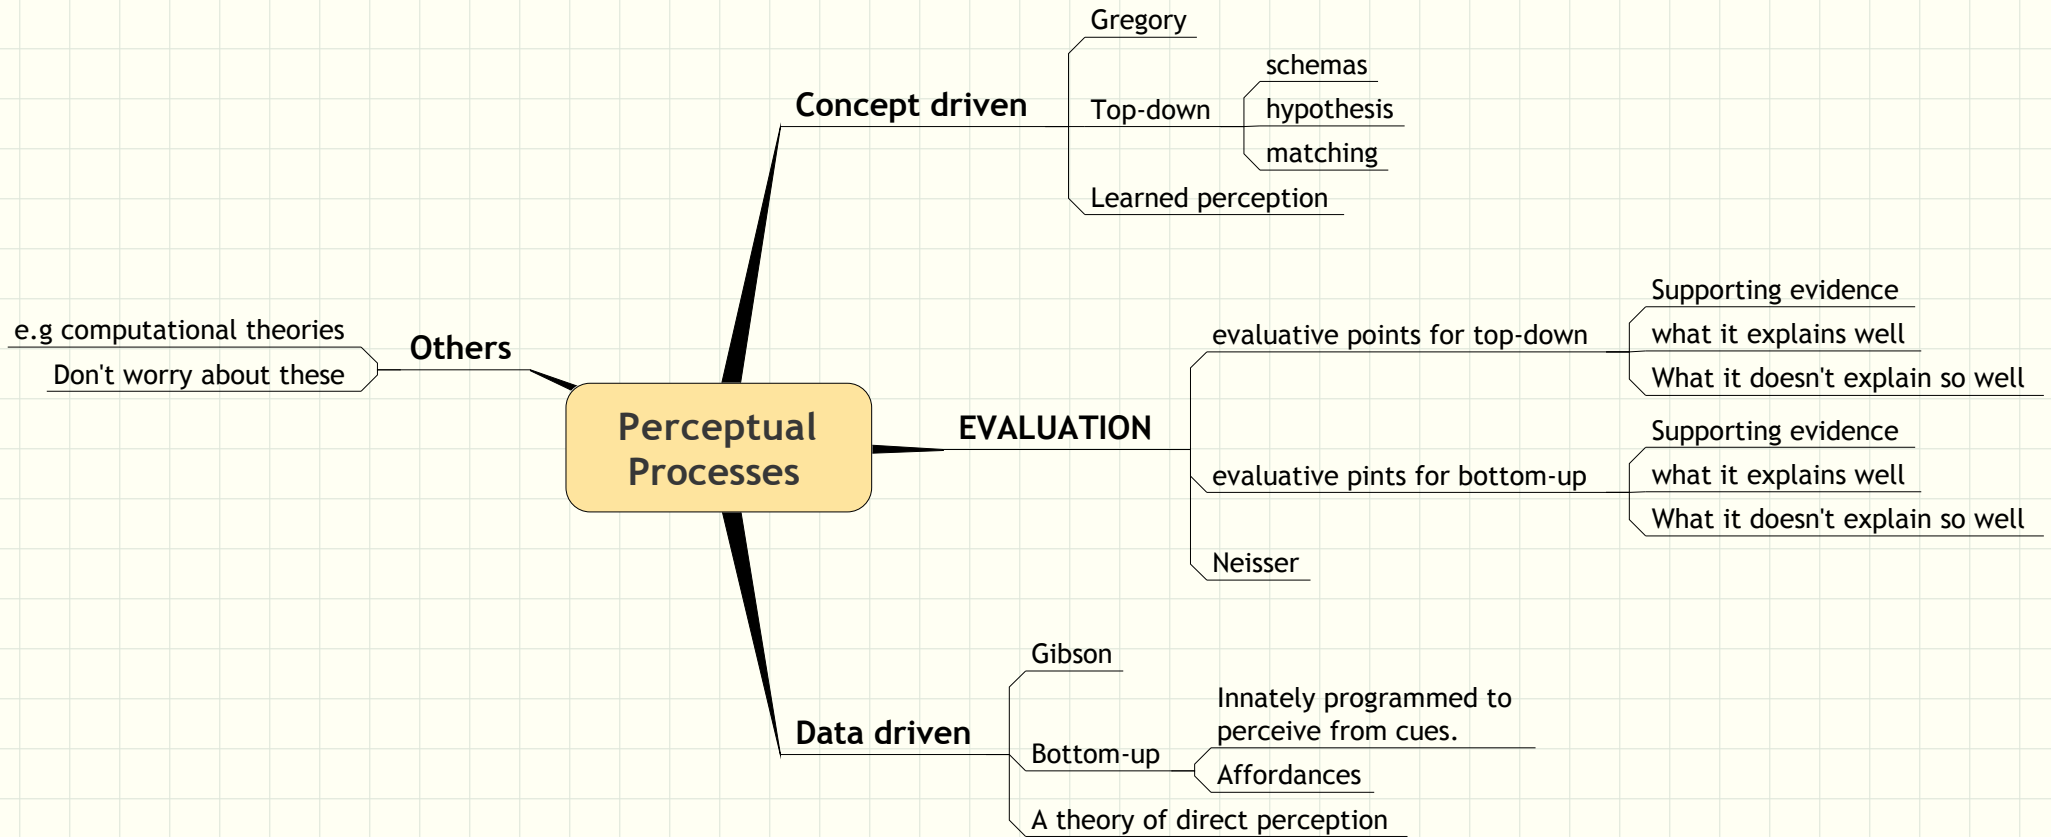 Perceptual
Processes
Concept driven
Gregory
Top-down
schemas
hypothesis
matching
Learned perception
EVALUATION
evaluative points for top-down
Supporting evidence
what it explains well
What it doesn't explain so well
evaluative pints for bottom-up
Supporting evidence
what it explains well
What it doesn't explain so well
Neisser
Data driven
Gibson
Bottom-up
Innately programmed to
perceive from cues.
Affordances
A theory of direct perception
Others
e.g computational theories
Don't worry about these